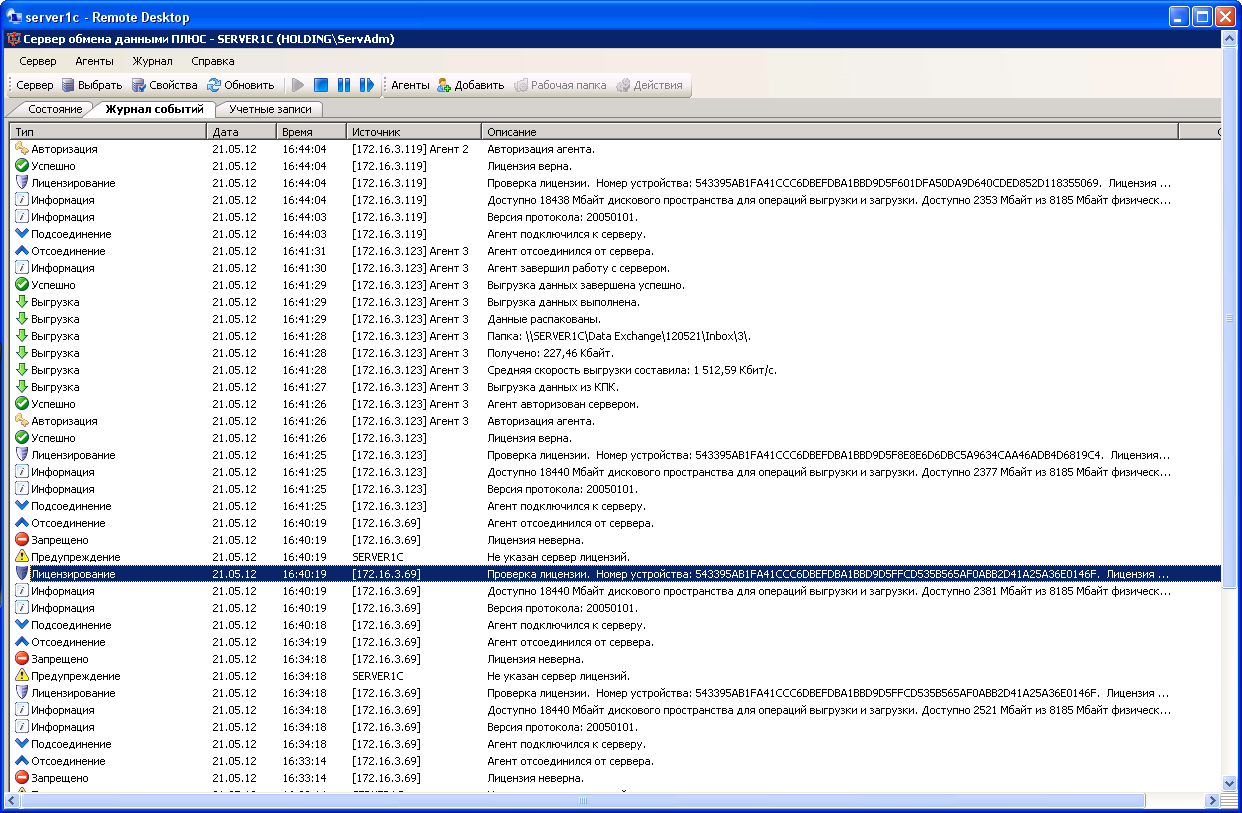 server1c - Remote Desktop
Сервер обмена данными ПЛЮС - SERVER1C (HOLDING\ServAdm)
Сервер Агенты Журнал Справка
Сервер Выбрать Свойства Обновить Агенты Добавить Рабочая папка Действия
Состояние Журнал событий Учетные записи
Тип Дата Время Источник Описание
Авторизация 21.05.12 16:44:04 [172.16.3.119] Агент 2 Авторизация агента.
Успешно 21.05.12 16:44:04 [172.16.3.119] Лицензия верна.
Лицензирование 21.05.12 16:44:04 [172.16.3.119] Проверка лицензии. Номер устройства: 543395AB1FA41CCC6DBEFDBA1BBD9D5F601DFA50DA9D640CDED852D118355069. Лицензия ...
Информация 21.05.12 16:44:04 [172.16.3.119] Доступно 18438 Мбайт дискового пространства для операций выгрузки и загрузки. Доступно 2353 Мбайт из 8185 Мбайт физическ...
Информация 21.05.12 16:44:03 [172.16.3.119] Версия протокола: 20050101.
Подсоединение 21.05.12 16:44:03 [172.16.3.119] Агент подключился к серверу.
Отсоединение 21.05.12 16:41:31 [172.16.3.123] Агент 3 Агент отсоединился от сервера.
Информация 21.05.12 16:41:30 [172.16.3.123] Агент 3 Агент завершил работу с сервером.
Успешно 21.05.12 16:41:29 [172.16.3.123] Агент 3 Выгрузка данных завершена успешно.
Выгрузка 21.05.12 16:41:29 [172.16.3.123] Агент 3 Выгрузка данных выполнена.
Выгрузка 21.05.12 16:41:29 [172.16.3.123] Агент 3 Данные распакованы.
Выгрузка 21.05.12 16:41:28 [172.16.3.123] Агент 3 Папка: \\SERVER1C\Data Exchange\120521\Inbox\3\.
Выгрузка 21.05.12 16:41:28 [172.16.3.123] Агент 3 Получено: 227,46 Кбайт.
Выгрузка 21.05.12 16:41:28 [172.16.3.123] Агент 3 Средняя скорость выгрузки составила: 1 512,59 Кбит/с.
Выгрузка 21.05.12 16:41:27 [172.16.3.123] Агент 3 Выгрузка данных из КПК.
Успешно 21.05.12 16:41:26 [172.16.3.123] Агент 3 Агент авторизован сервером.
Авторизация 21.05.12 16:41:26 [172.16.3.123] Агент 3 Авторизация агента.
Успешно 21.05.12 16:41:26 [172.16.3.123] Лицензия верна.
Лицензирование 21.05.12 16:41:25 [172.16.3.123] Проверка лицензии. Номер устройства: 543395AB1FA41CCC6DBEFDBA1BBD9D5F8E8E6D6DBC5A9634CAA46ADB4D6819C4. Лицензия...
Информация 21.05.12 16:41:25 [172.16.3.123] Доступно 18440 Мбайт дискового пространства для операций выгрузки и загрузки. Доступно 2377 Мбайт из 8185 Мбайт физическ...
Информация 21.05.12 16:41:25 [172.16.3.123] Версия протокола: 20050101.
Подсоединение 21.05.12 16:41:25 [172.16.3.123] Агент подключился к серверу.
Отсоединение 21.05.12 16:40:19 [172.16.3.69] Агент отсоединился от сервера.
Запрещено 21.05.12 16:40:19 [172.16.3.69] Лицензия неверна.
Предупреждение 21.05.12 16:40:19 SERVER1C Не указан сервер лицензий.
Лицензирование 21.05.12 16:40:19 [172.16.3.69] Проверка лицензии. Номер устройства: 543395AB1FA41CCC6DBEFDBA1BBD9D5FFCD535B565AF0ABB2D41A25A36E0146F. Лицензия ...
Информация 21.05.12 16:40:19 [172.16.3.69] Доступно 18440 Мбайт дискового пространства для операций выгрузки и загрузки. Доступно 2381 Мбайт из 8185 Мбайт физическ...
Информация 21.05.12 16:40:19 [172.16.3.69] Версия протокола: 20050101.
Подсоединение 21.05.12 16:40:18 [172.16.3.69] Агент подключился к серверу.
Отсоединение 21.05.12 16:34:19 [172.16.3.69] Агент отсоединился от сервера.
Запрещено 21.05.12 16:34:18 [172.16.3.69] Лицензия неверна.
Предупреждение 21.05.12 16:34:18 SERVER1C Не указан сервер лицензий.
Лицензирование 21.05.12 16:34:18 [172.16.3.69] Проверка лицензии. Номер устройства: 543395AB1FA41CCC6DBEFDBA1BBD9D5FFCD535B565AF0ABB2D41A25A36E0146F. Лицензия ...
Информация 21.05.12 16:34:18 [172.16.3.69] Доступно 18440 Мбайт дискового пространства для операций выгрузки и загрузки. Доступно 2521 Мбайт из 8185 Мбайт физическ...
Информация 21.05.12 16:34:18 [172.16.3.69] Версия протокола: 20050101.
Подсоединение 21.05.12 16:34:18 [172.16.3.69] Агент подключился к серверу.
Отсоединение 21.05.12 16:33:14 [172.16.3.69] Агент отсоединился от сервера.
Запрещено 21.05.12 16:33:14 [172.16.3.69] Лицензия неверна.